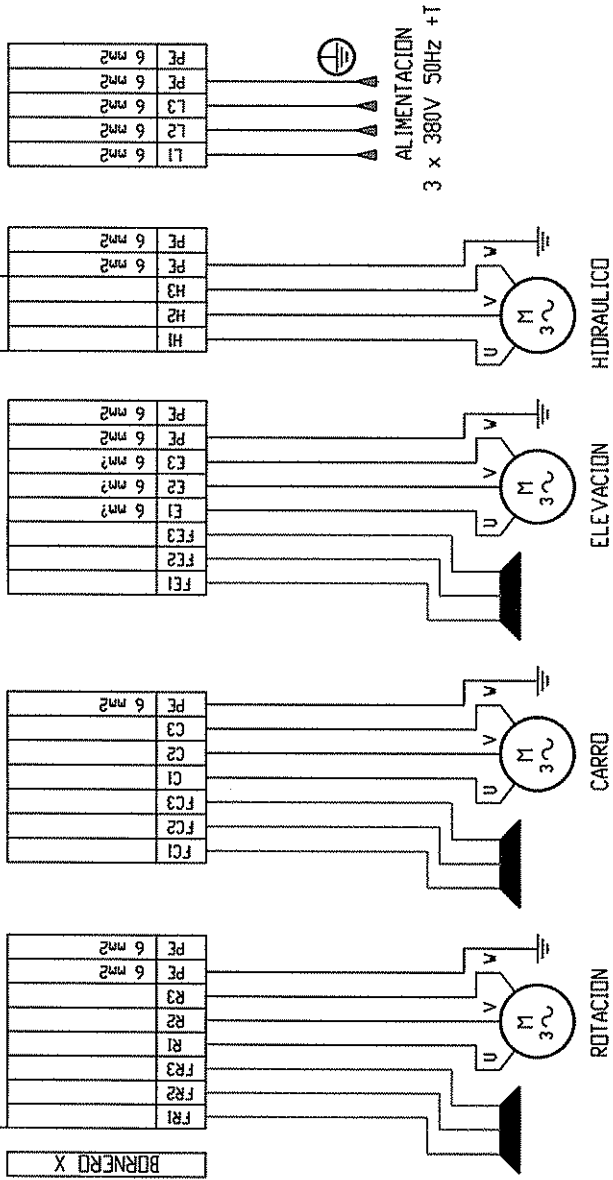 BORNERO X
FR1
FR2
FR3
R1
R2
R3
PE 6 mm2
PE 6 mm2
U V W
M
3~
ROTACION
FC1
FC2
FC3
C1
C2
C3
PE 6 mm2
U V W
M
3~
CARRO
FE1
FE2
FE3
E1 6 mm?
E2 6 mm?
E3 6 mm?
PE 6 mm2
PE 6 mm2
U V W
M
3~
ELEVACION
H1
H2
H3
PE 6 mm2
PE 6 mm2
U V W
M
3~
HIDRAULICO
L1 6 mm2
L2 6 mm2
L3 6 mm2
PE 6 mm2
PE 6 mm2
ALIMENTACION
3 x 380V 50Hz +T